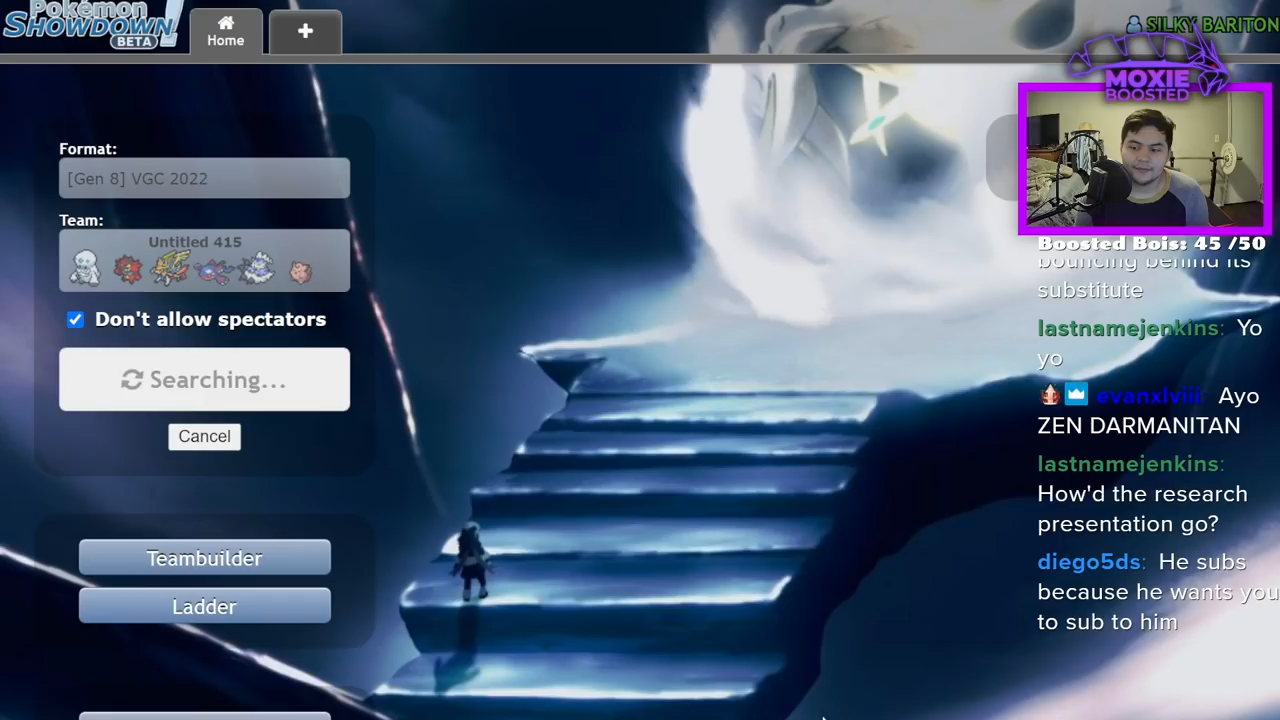 Pokémon
SHOWDOWN!
BETA
Home
+
SILKY BARITON
MOXIE
BOOSTED
Format:
[Gen 8] VGC 2022
Team:
Untitled 415
Don't allow spectators
Searching...
Cancel
Teambuilder
Ladder
Boosted Bois: 45 /50
bouncing behind its
substitute
lastnamejenkins: Yo
yo
evanxlviii: Ayo
ZEN DARMANITAN
lastnamejenkins:
How'd the research
presentation go?
diego5ds: He subs
because he wants you
to sub to him